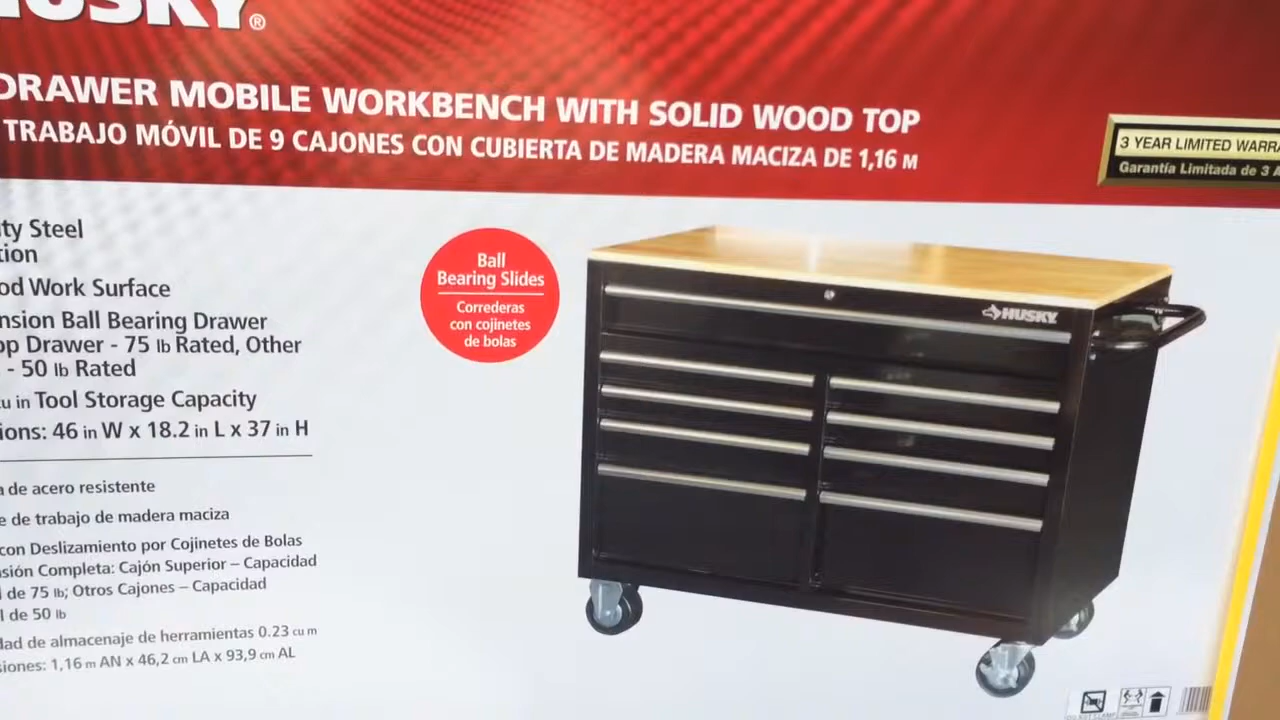 HUSKY®
DRAWER MOBILE WORKBENCH WITH SOLID WOOD TOP
TRABAJO MÓVIL DE 9 CAJONES CON CUBIERTA DE MADERA MACIZA DE 1,16 M
3 YEAR LIMITED WARRA
Garantía Limitada de 3 A
ty Steel
tion
od Work Surface
nsion Ball Bearing Drawer
op Drawer - 75 lb Rated, Other
- 50 lb Rated
cu in Tool Storage Capacity
ions: 46 in W x 18.2 in L x 37 in H
a de acero resistente
e de trabajo de madera maciza
con Deslizamiento por Cojinetes de Bolas
sión Completa: Cajón Superior – Capacidad
l de 75 lb; Otros Cajones – Capacidad
l de 50 lb
dad de almacenaje de herramientas 0.23 cu m
siones: 1,16 m AN x 46,2 cm LA x 93,9 cm AL
Ball
Bearing Slides
Correderas
con cojinetes
de bolas
HUSKY